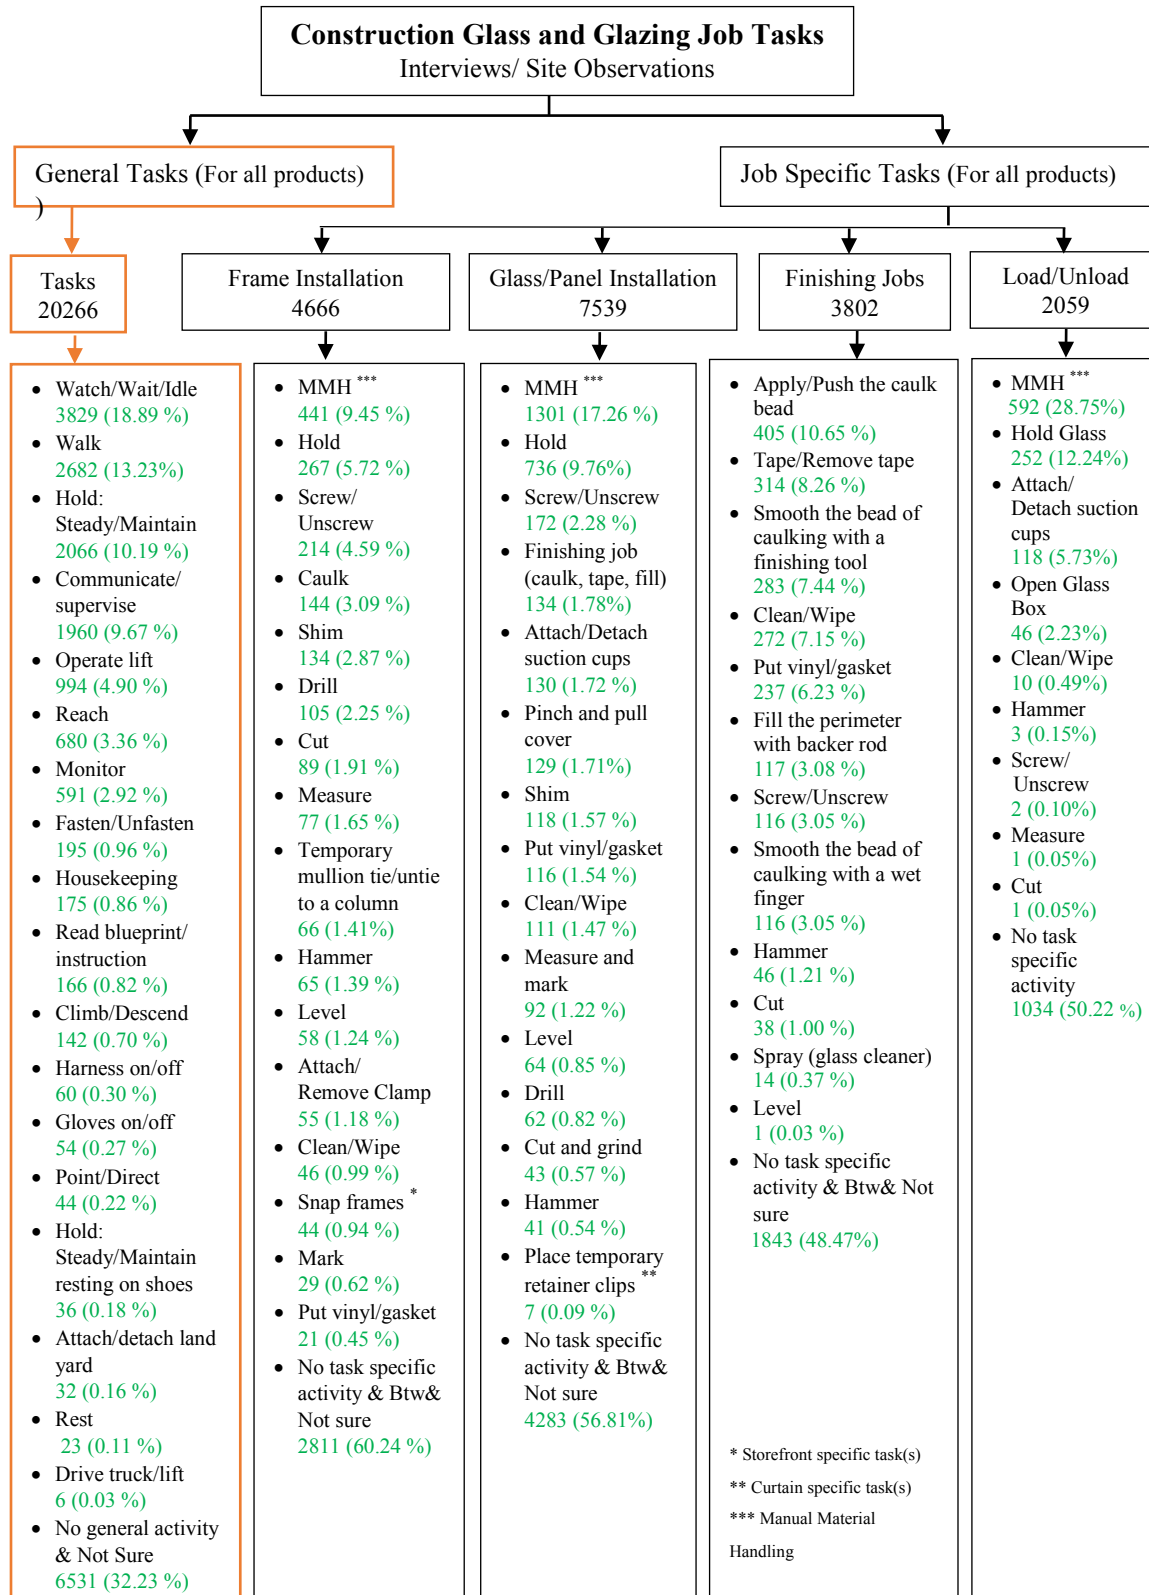 Construction Glass and Glazing Job Tasks
Interviews/ Site Observations
General Tasks (For all products)
)
Job Specific Tasks (For all products)
Tasks
20266
Frame Installation
4666
Glass/Panel Installation
7539
Finishing Jobs
3802
Load/Unload
2059
• Watch/Wait/Idle
3829 (18.89 %)
• Walk
2682 (13.23%)
• Hold:
Steady/Maintain
2066 (10.19 %)
• Communicate/
supervise
1960 (9.67 %)
• Operate lift
994 (4.90 %)
• Reach
680 (3.36 %)
• Monitor
591 (2.92 %)
• Fasten/Unfasten
195 (0.96 %)
• Housekeeping
175 (0.86 %)
• Read blueprint/
instruction
166 (0.82 %)
• Climb/Descend
142 (0.70 %)
• Harness on/off
60 (0.30 %)
• Gloves on/off
54 (0.27 %)
• Point/Direct
44 (0.22 %)
• Hold:
Steady/Maintain
resting on shoes
36 (0.18 %)
• Attach/detach land
yard
32 (0.16 %)
• Rest
23 (0.11 %)
• Drive truck/lift
6 (0.03 %)
• No general activity
& Not Sure
6531 (32.23 %)
• MMH ***
441 (9.45 %)
• Hold
267 (5.72 %)
• Screw/
Unscrew
214 (4.59 %)
• Caulk
144 (3.09 %)
• Shim
134 (2.87 %)
• Drill
105 (2.25 %)
• Cut
89 (1.91 %)
• Measure
77 (1.65 %)
• Temporary
mullion tie/untie
to a column
66 (1.41%)
• Hammer
65 (1.39 %)
• Level
58 (1.24 %)
• Attach/
Remove Clamp
55 (1.18 %)
• Clean/Wipe
46 (0.99 %)
• Snap frames *
44 (0.94 %)
• Mark
29 (0.62 %)
• Put vinyl/gasket
21 (0.45 %)
• No task specific
activity & Btw&
Not sure
2811 (60.24 %)
• MMH ***
1301 (17.26 %)
• Hold
736 (9.76%)
• Screw/Unscrew
172 (2.28 %)
• Finishing job
(caulk, tape, fill)
134 (1.78%)
• Attach/Detach
suction cups
130 (1.72 %)
• Pinch and pull
cover
129 (1.71%)
• Shim
118 (1.57 %)
• Put vinyl/gasket
116 (1.54 %)
• Clean/Wipe
111 (1.47 %)
• Measure and
mark
92 (1.22 %)
• Level
64 (0.85 %)
• Drill
62 (0.82 %)
• Cut and grind
43 (0.57 %)
• Hammer
41 (0.54 %)
• Place temporary
retainer clips **
7 (0.09 %)
• No task specific
activity & Btw&
Not sure
4283 (56.81%)
• Apply/Push the caulk
bead
405 (10.65 %)
• Tape/Remove tape
314 (8.26 %)
• Smooth the bead of
caulking with a
finishing tool
283 (7.44 %)
• Clean/Wipe
272 (7.15 %)
• Put vinyl/gasket
237 (6.23 %)
• Fill the perimeter
with backer rod
117 (3.08 %)
• Screw/Unscrew
116 (3.05 %)
• Smooth the bead of
caulking with a wet
finger
116 (3.05 %)
• Hammer
46 (1.21 %)
• Cut
38 (1.00 %)
• Spray (glass cleaner)
14 (0.37 %)
• Level
1 (0.03 %)
• No task specific
activity & Btw& Not
sure
1843 (48.47%)
* Storefront specific task(s)
** Curtain specific task(s)
*** Manual Material
Handling
• MMH ***
592 (28.75%)
• Hold Glass
252 (12.24%)
• Attach/
Detach suction
cups
118 (5.73%)
• Open Glass
Box
46 (2.23%)
• Clean/Wipe
10 (0.49%)
• Hammer
3 (0.15%)
• Screw/
Unscrew
2 (0.10%)
• Measure
1 (0.05%)
• Cut
1 (0.05%)
• No task
specific
activity
1034 (50.22 %)